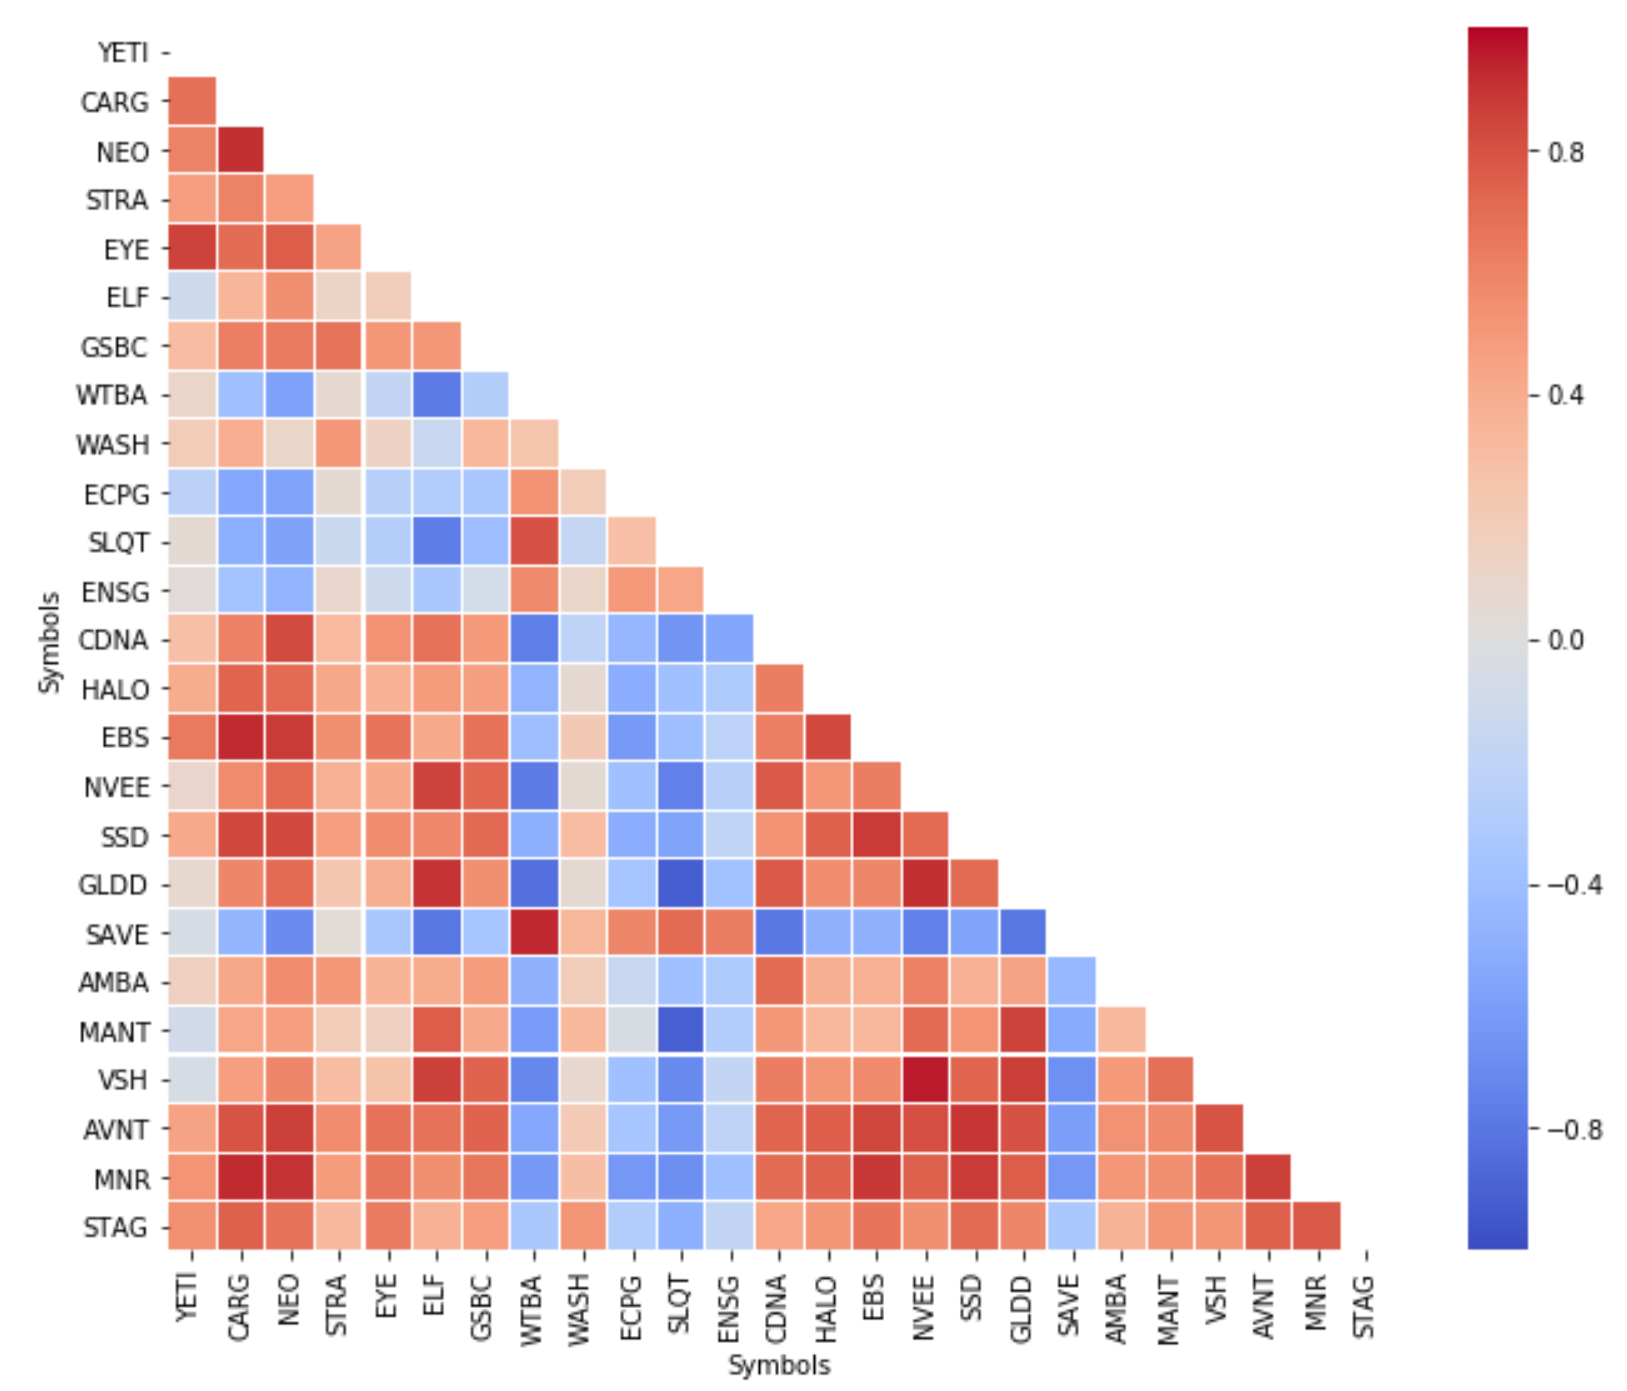 YETI
CARG
NEO
STRA
EYE
ELF
GSBC
WTBA
WASH
ECPG
SLQT
ENSG
CDNA
HALO
EBS
NVEE
SSD
GLDD
SAVE
AMBA
MANT
VSH
AVNT
MNR
STAG
Symbols
YETI CARG NEO STRA EYE ELF GSBC WTBA WASH ECPG SLQT ENSG CDNA HALO EBS NVEE SSD GLDD SAVE AMBA MANT VSH AVNT MNR STAG
Symbols
0.8
0.4
0.0
−0.4
−0.8